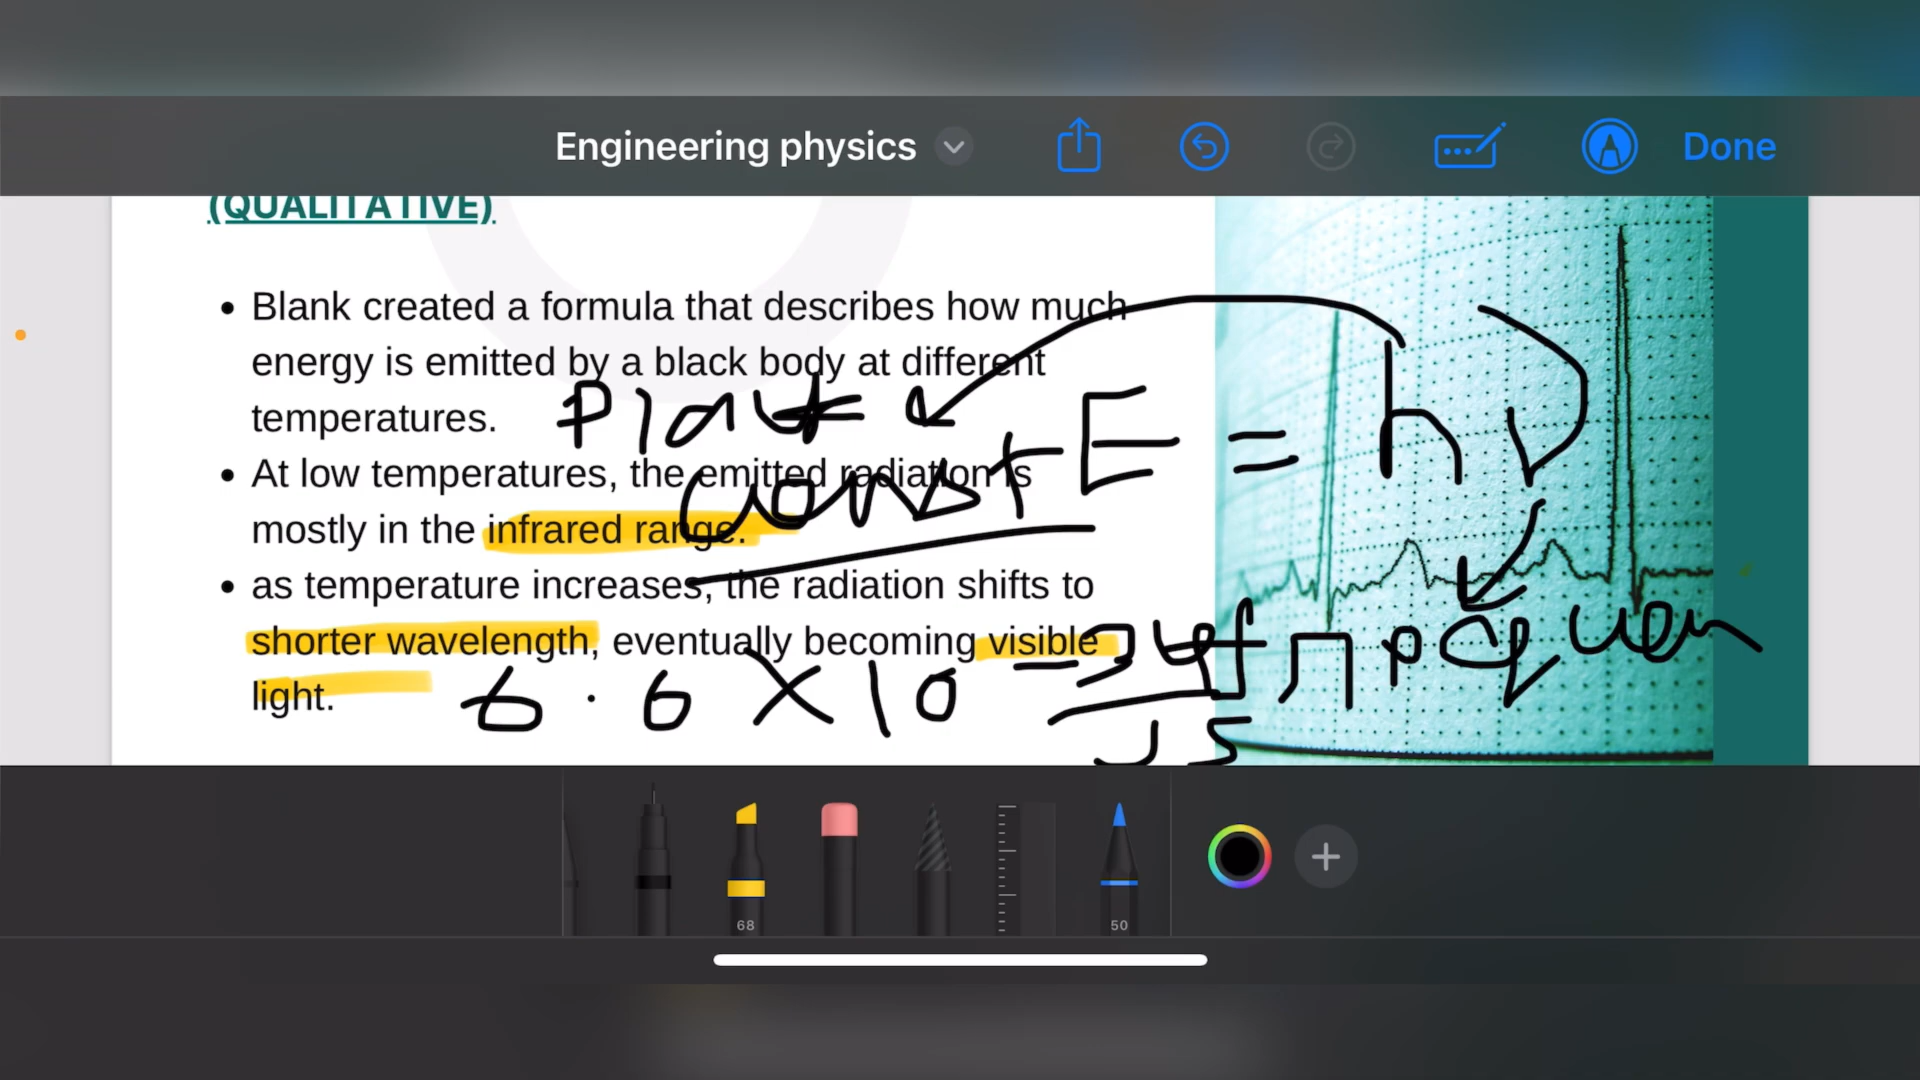 Engineering physics
Done
(QUALITATIVE)
• Blank created a formula that describes how much
energy is emitted by a black body at different
temperatures.
• At low temperatures, the emitted radiation is
mostly in the infrared range.
• as temperature increases, the radiation shifts to
shorter wavelength, eventually becoming visible
light.
const
E = hν
6.6 × 10
-34
JS
68
50